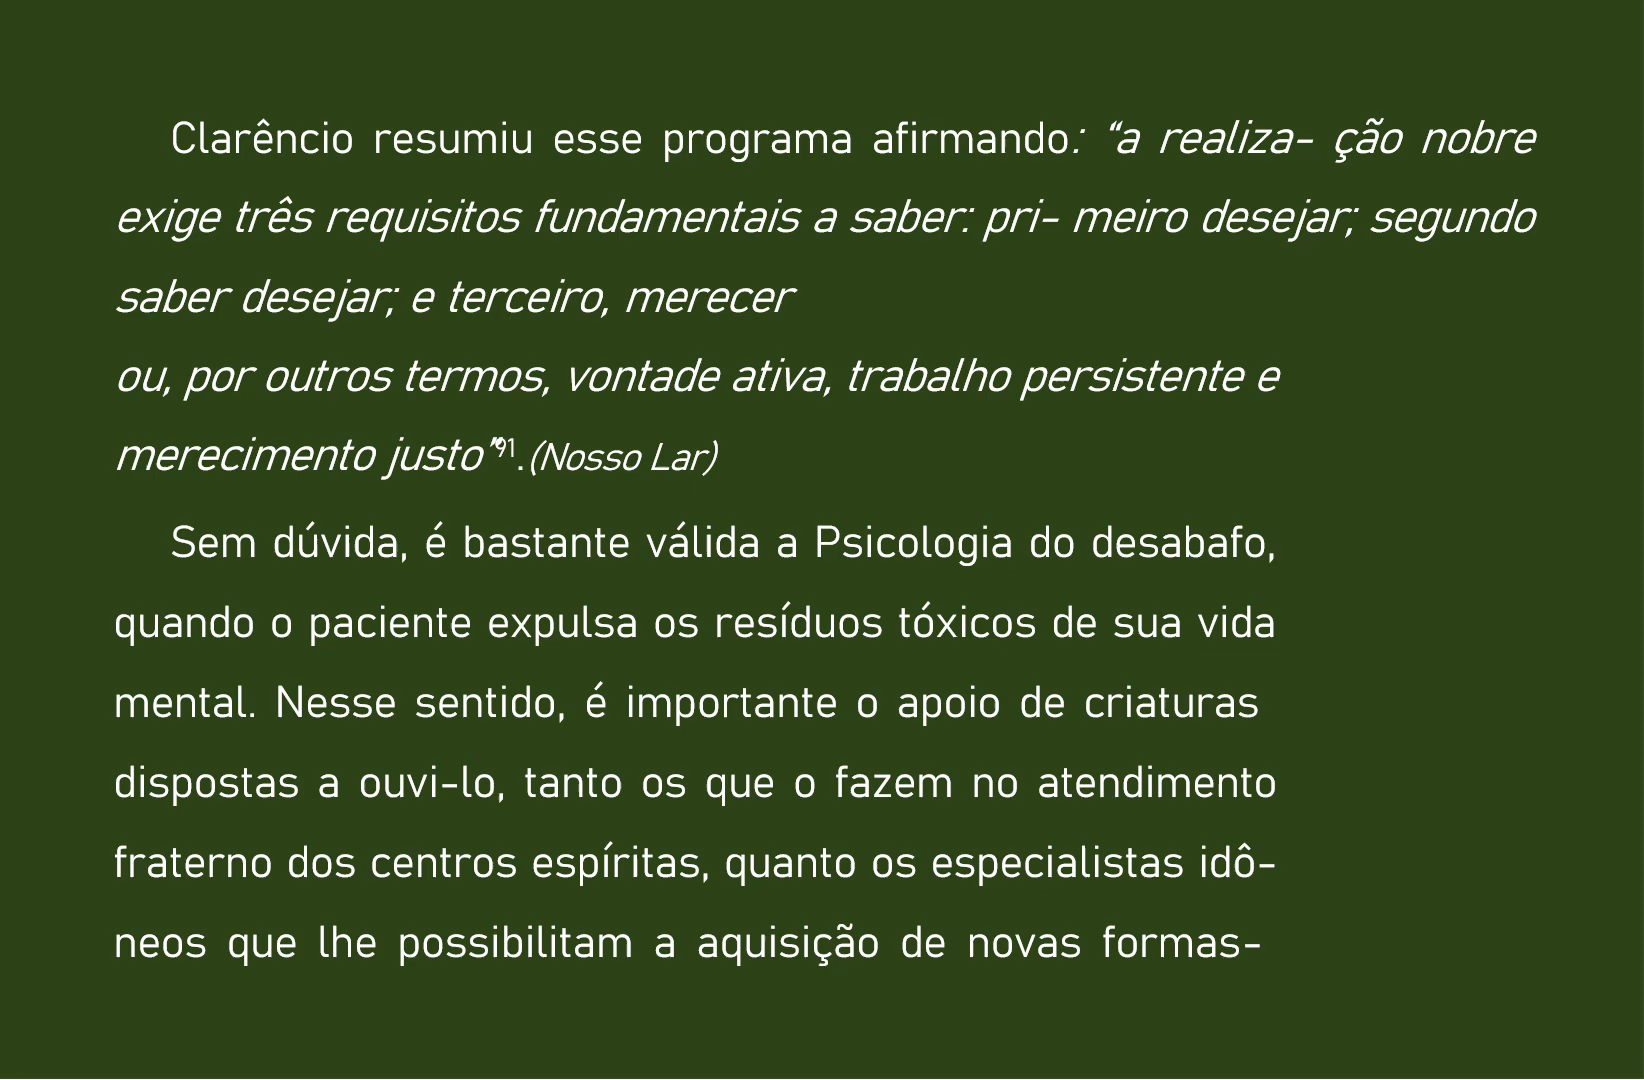 Clarêncio resumiu esse programa afirmando: “a realiza- ção nobre
exige três requisitos fundamentais a saber: pri- meiro desejar; segundo
saber desejar; e terceiro, merecer
ou, por outros termos, vontade ativa, trabalho persistente e
merecimento justo”91.(Nosso Lar)
Sem dúvida, é bastante válida a Psicologia do desabafo,
quando o paciente expulsa os resíduos tóxicos de sua vida
mental. Nesse sentido, é importante o apoio de criaturas
dispostas a ouvi-lo, tanto os que o fazem no atendimento
fraterno dos centros espíritas, quanto os especialistas idô-
neos que lhe possibilitam a aquisição de novas formas-